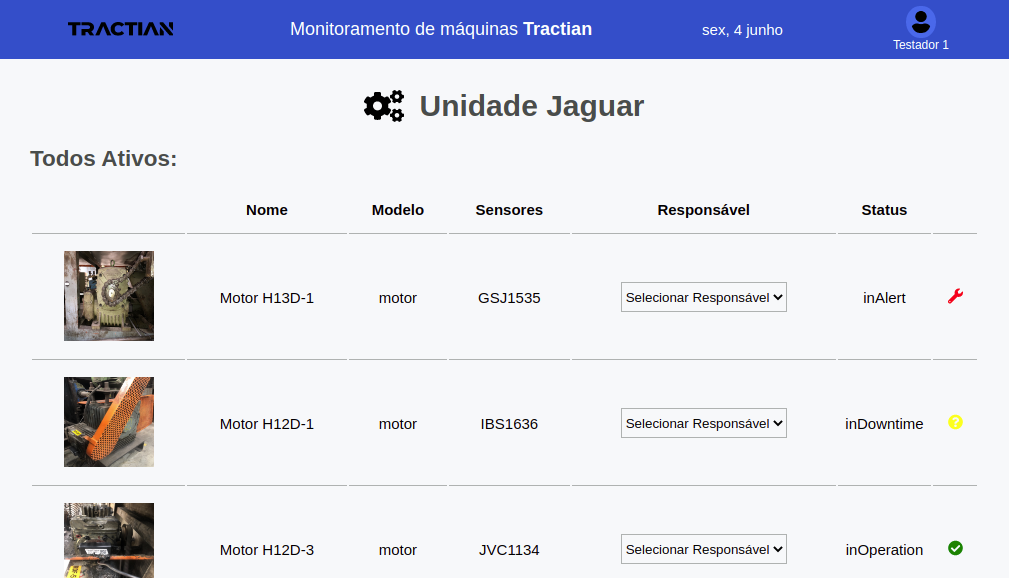 TRACTIAN
Monitoramento de máquinas Tractian
sex, 4 junho
Testador 1
Unidade Jaguar
Todos Ativos:
Nome Modelo Sensores Responsável Status
Motor H13D-1 motor GSJ1535 Selecionar Responsável inAlert
Motor H12D-1 motor IBS1636 Selecionar Responsável inDowntime
Motor H12D-3 motor JVC1134 Selecionar Responsável inOperation